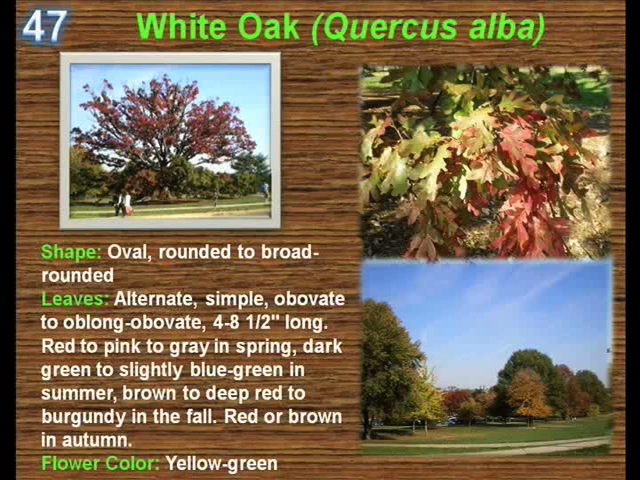 47
White Oak (Quercus alba)
Shape: Oval, rounded to broad-
rounded
Leaves: Alternate, simple, obovate
to oblong-obovate, 4-8 1/2" long.
Red to pink to gray in spring, dark
green to slightly blue-green in
summer, brown to deep red to
burgundy in the fall. Red or brown
in autumn.
Flower Color: Yellow-green